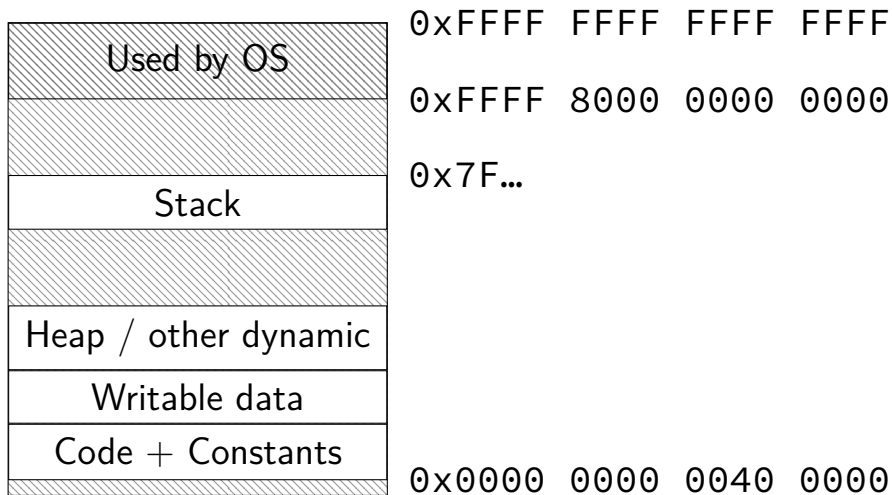 0xFFFF FFFF FFFF FFFF
Used by OS
0xFFFF 8000 0000 0000
0x7F…
Stack
Heap / other dynamic
Writable data
Code + Constants
0x0000 0000 0040 0000